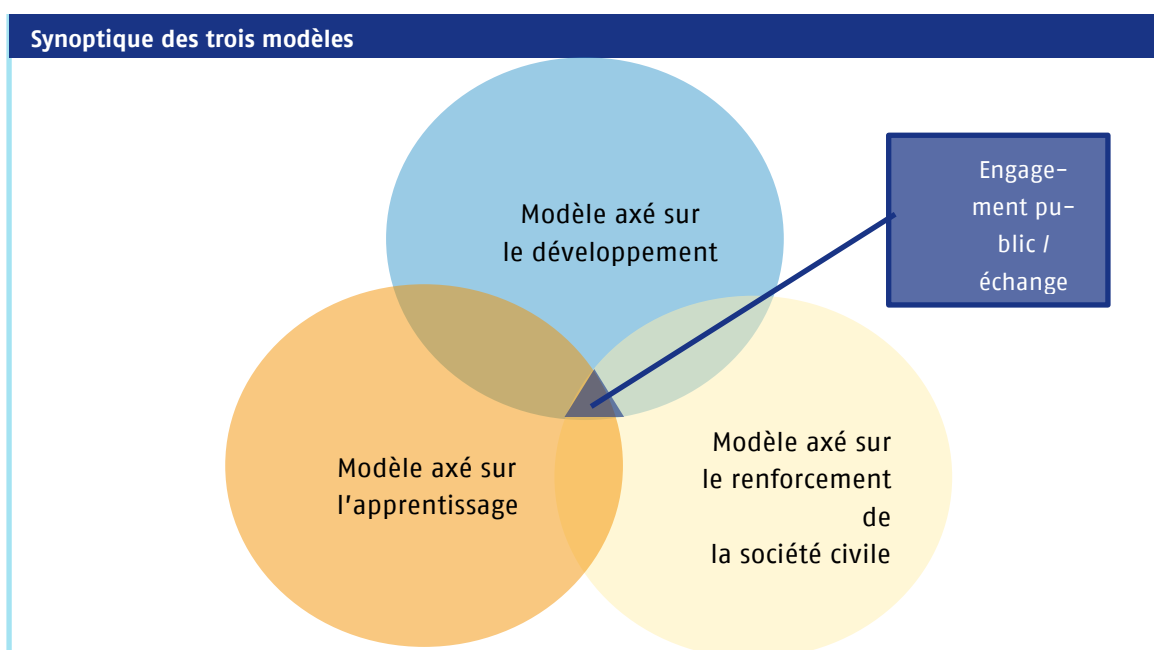 Synoptique des trois modèles
Modèle axé sur
le développement
Engage-
ment pu-
blic /
échange
Modèle axé sur
l'apprentissage
Modèle axé sur
le renforcement
de
la société civile